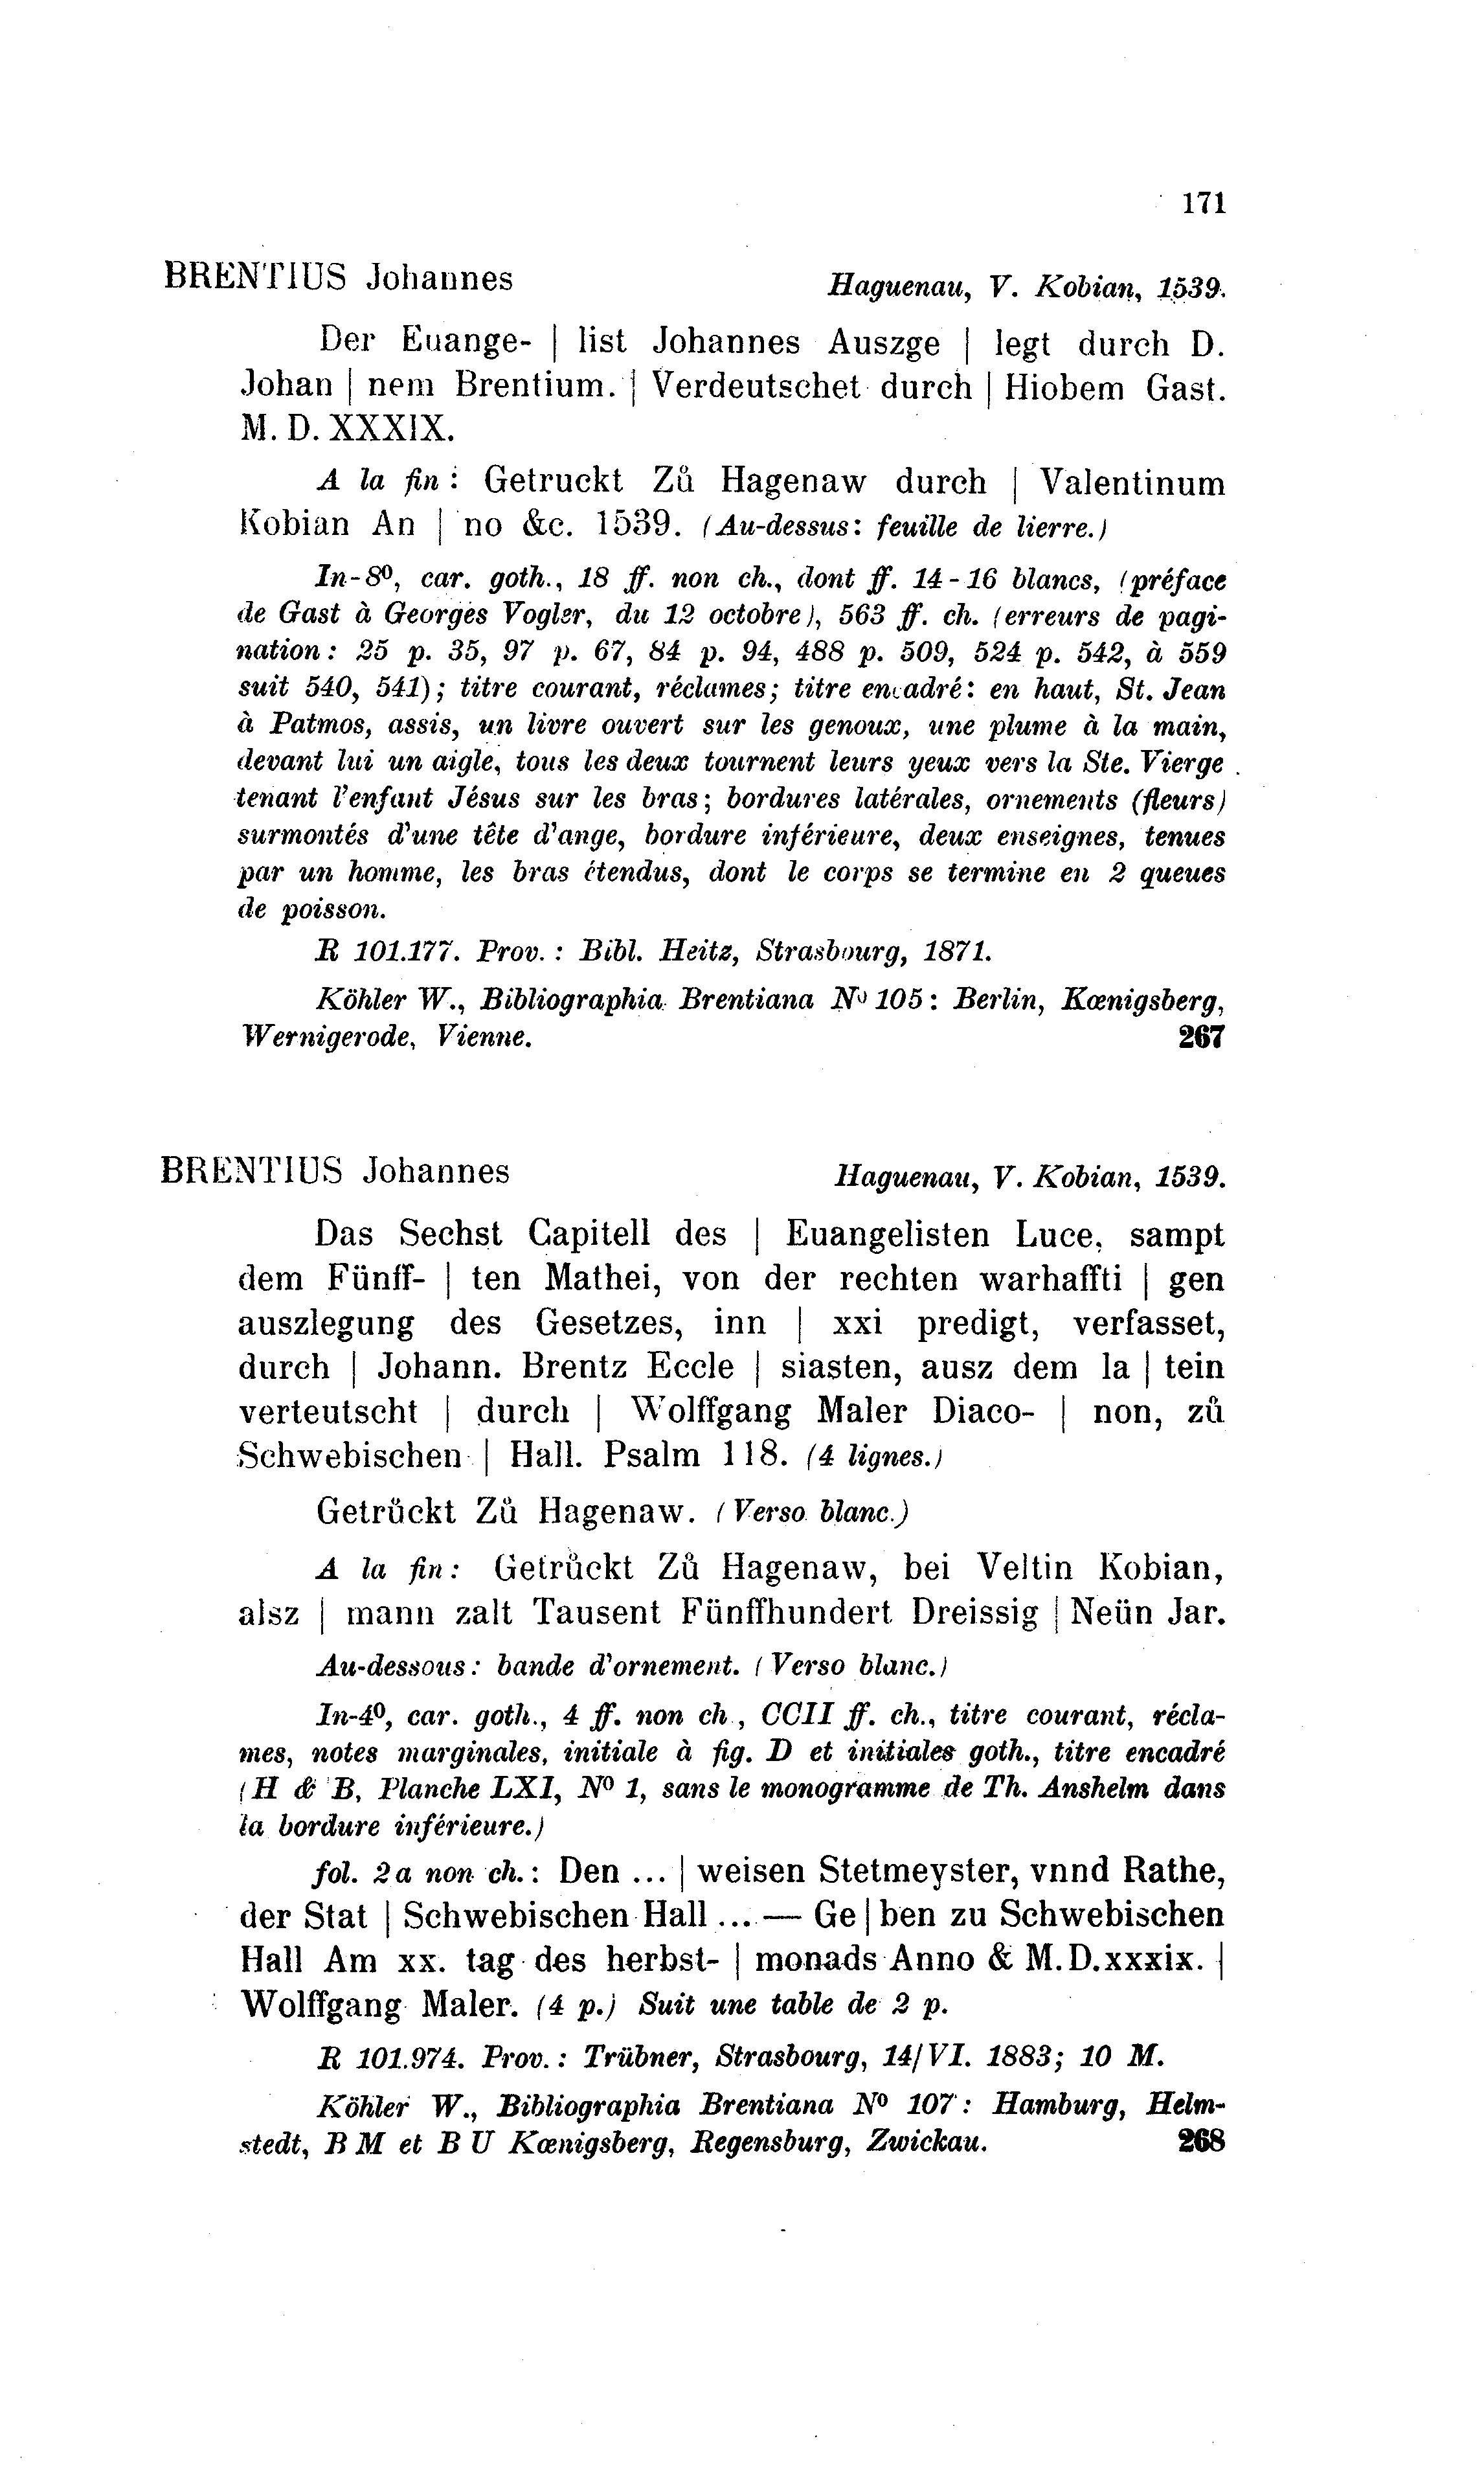 171
BRENTIUS Johannes Haguenau, V. Kobian, 1539.
Der Euange- | list Johannes Auszge | legt durch D.
Johan | nem Brentium. | Verdeutschet durch | Hiobem Gast.
M. D. XXXIX.
A la fin : Getruckt Zů Hagenaw durch | Valentinum
Kobian An | no &c. 1539. (Au-dessus: feuille de lierre.)
In-8º, car. goth., 18 ff. non ch., dont ff. 14-16 blancs, (préface
de Gast à Georges Vogler, du 12 octobre), 563 ff. ch. (erreurs de pagi-
nation : 25 p. 35, 97 p. 67, 84 p. 94, 488 p. 509, 524 p. 542, à 559
suit 540, 541); titre courant, réclames; titre encadré: en haut, St. Jean
à Patmos, assis, un livre ouvert sur les genoux, une plume à la main,
devant lui un aigle, tous les deux tournent leurs yeux vers la Ste. Vierge
tenant l'enfant Jésus sur les bras; bordures latérales, ornements (fleurs)
surmontés d'une tête d'ange, bordure inférieure, deux enseignes, tenues
par un homme, les bras étendus, dont le corps se termine en 2 queues
de poisson.
R 101.177. Prov. : Bibl. Heitz, Strasbourg, 1871.
Köhler W., Bibliographia Brentiana Nº 105 : Berlin, Kœnigsberg,
Wernigerode, Vienne. 267
BRENTIUS Johannes Haguenau, V. Kobian, 1539.
Das Sechst Capitell des | Euangelisten Luce, sampt
dem Fünff- | ten Mathei, von der rechten warhaffti | gen
auszlegung des Gesetzes, inn | xxi predigt, verfasset,
durch | Johann. Brentz Eccle | siasten, ausz dem la | tein
verteutscht | durch | Wolffgang Maler Diaco- | non, zů
Schwebischen | Hall. Psalm 118. (4 lignes.)
Getrückt Zů Hagenaw. (Verso blanc.)
A la fin : Getrückt Zů Hagenaw, bei Veltin Kobian,
alsz | mann zalt Tausent Fünffhundert Dreissig | Neün Jar.
Au-dessous : bande d'ornement. (Verso blanc.)
In-4º, car. goth., 4 ff. non ch., CCII ff. ch., titre courant, récla-
mes, notes marginales, initiale à fig. D et initiales goth., titre encadré
(H & B, Planche LXI, Nº 1, sans le monogramme de Th. Anshelm dans
la bordure inférieure.)
fol. 2a non ch. : Den ... | weisen Stetmeyster, vnnd Rathe,
der Stat | Schwebischen Hall ... — Ge | ben zu Schwebischen
Hall Am xx. tag des herbst- | monads Anno & M.D.xxxix. |
Wolffgang Maler. (4 p.) Suit une table de 2 p.
R 101.974. Prov. : Trübner, Strasbourg, 14/VI. 1883; 10 M.
Köhler W., Bibliographia Brentiana Nº 107 : Hamburg, Helm-
stedt, B M et B U Kœnigsberg, Regensburg, Zwickau. 268